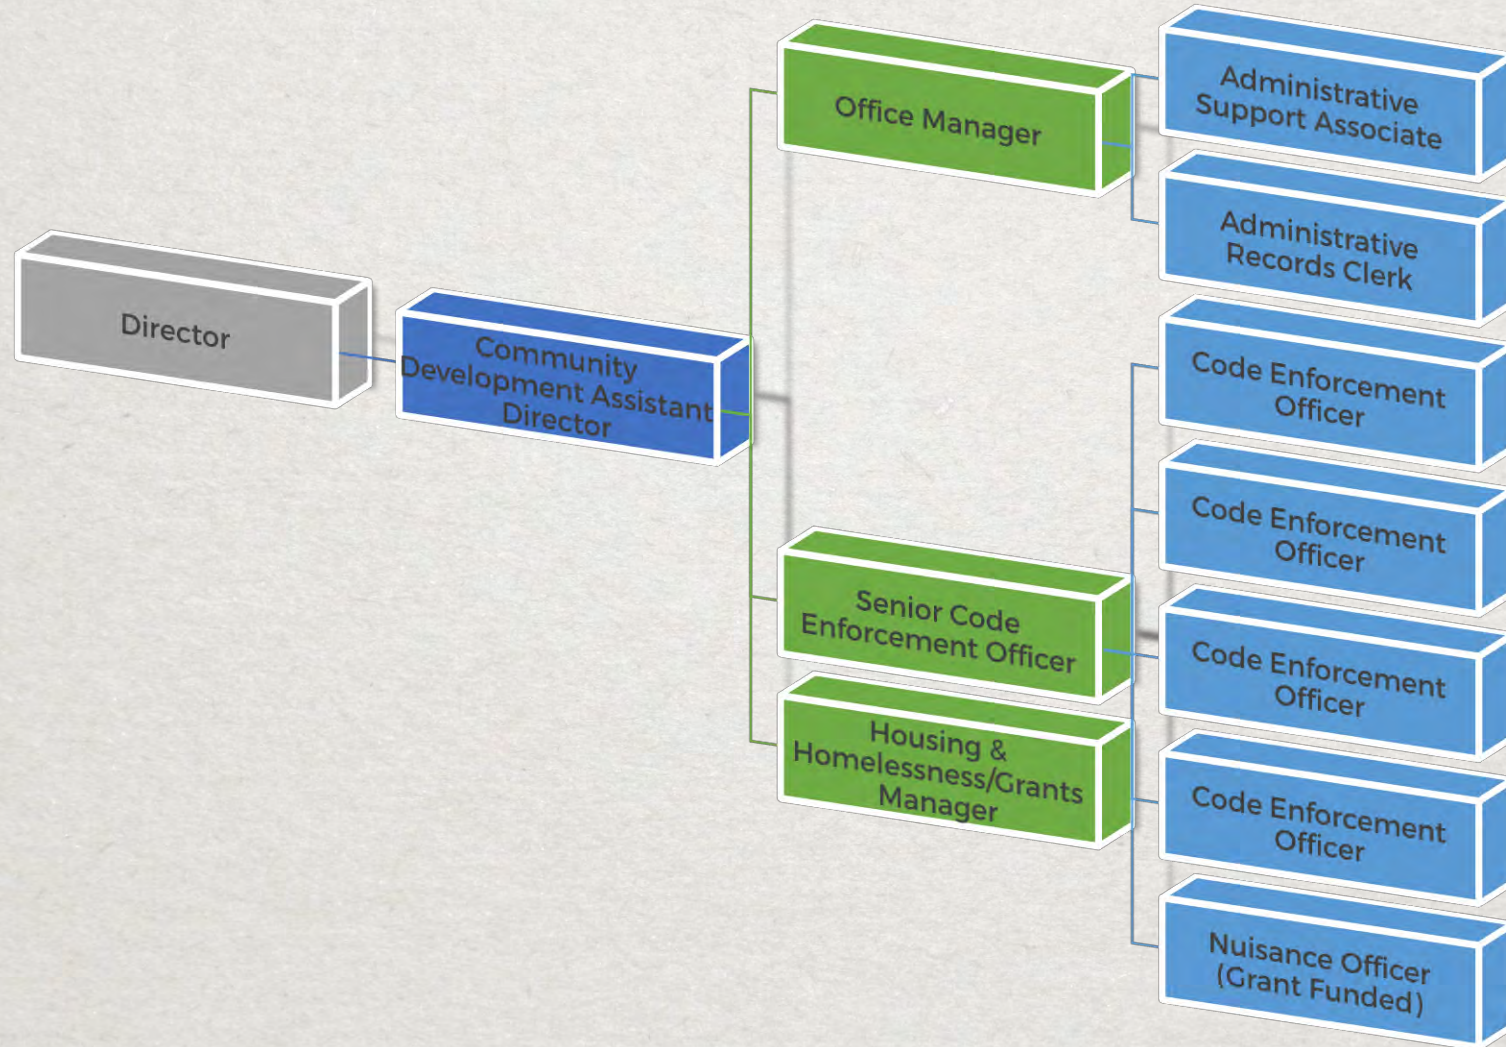 Director
Community
Development Assistant
Director
Office Manager
Senior Code
Enforcement Officer
Housing &
Homelessness/Grants
Manager
Administrative
Support Associate
Administrative
Records Clerk
Code Enforcement
Officer
Code Enforcement
Officer
Code Enforcement
Officer
Code Enforcement
Officer
Nuisance Officer
(Grant Funded)